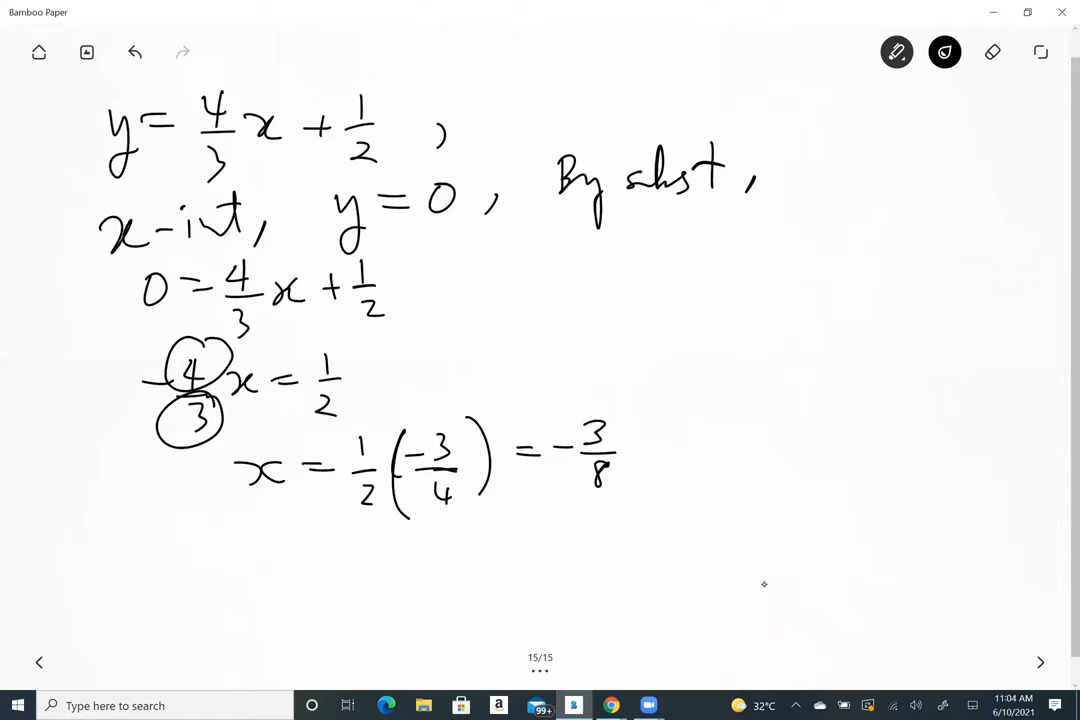 Bamboo Paper
y = 4/3 x + 1/2 ,
x-int, y = 0 , By subst ,
0 = 4/3 x + 1/2
-4/3 x = 1/2
x = 1/2 (-3/4) = - 3/8
15/15
Type here to search
99+
32°C
11:04 AM
6/10/2021